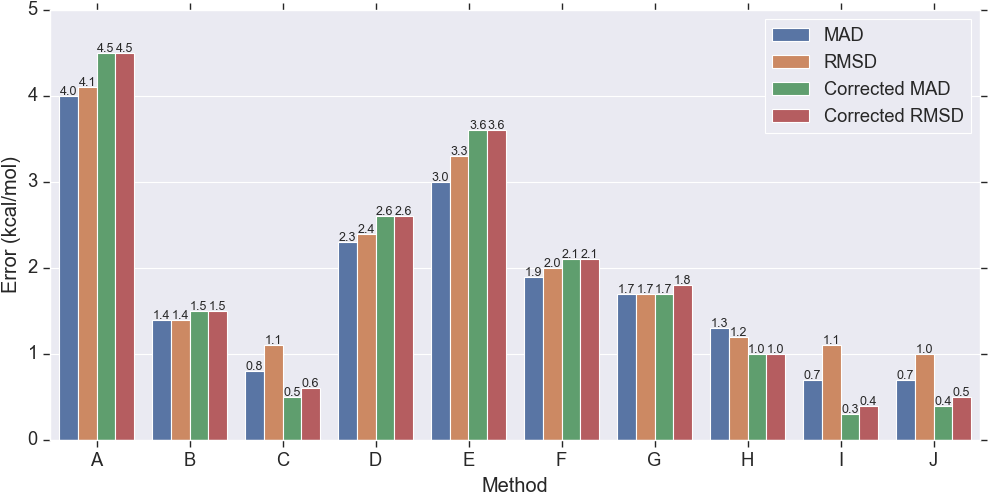 MAD
RMSD
Corrected MAD
Corrected RMSD
Error (kcal/mol)
5
4
3
2
1
0
4.0 4.1 4.5 4.5
1.4 1.4 1.5 1.5
0.8 1.1 0.5 0.6
2.3 2.4 2.6 2.6
3.0 3.3 3.6 3.6
1.9 2.0 2.1 2.1
1.7 1.7 1.7 1.8
1.3 1.2 1.0 1.0
0.7 1.1 0.3 0.4
0.7 1.0 0.4 0.5
A B C D E F G H I J
Method